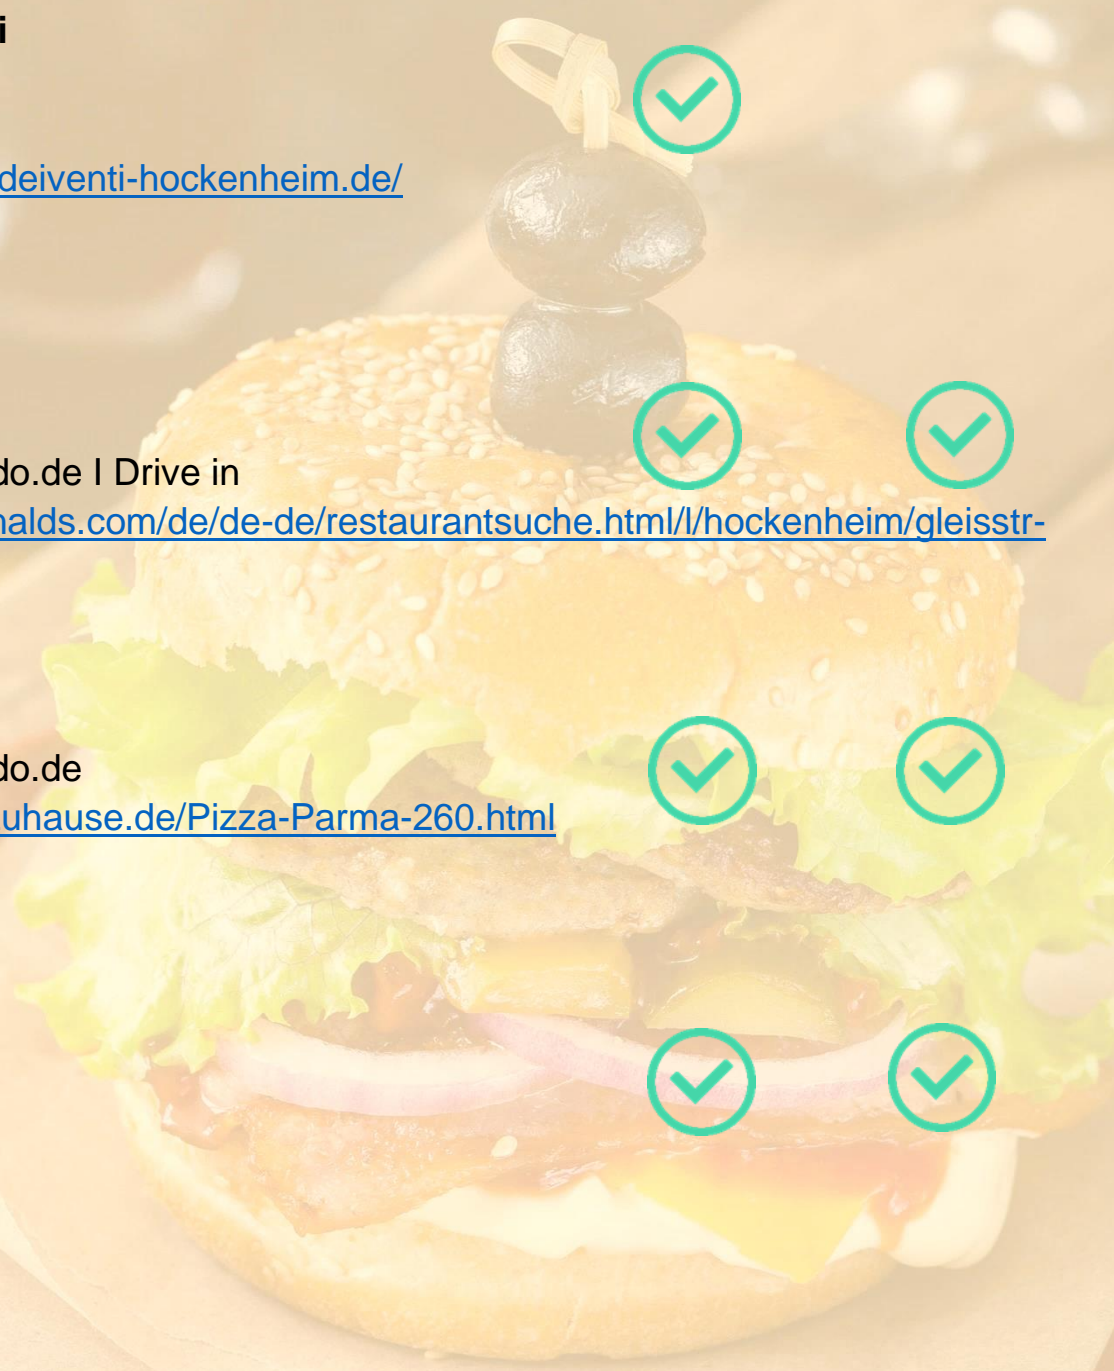 i
deiventi-hockenheim.de/
do.de I Drive in
nalds.com/de/de-de/restaurantsuche.html/l/hockenheim/gleisstr-
do.de
uhause.de/Pizza-Parma-260.html